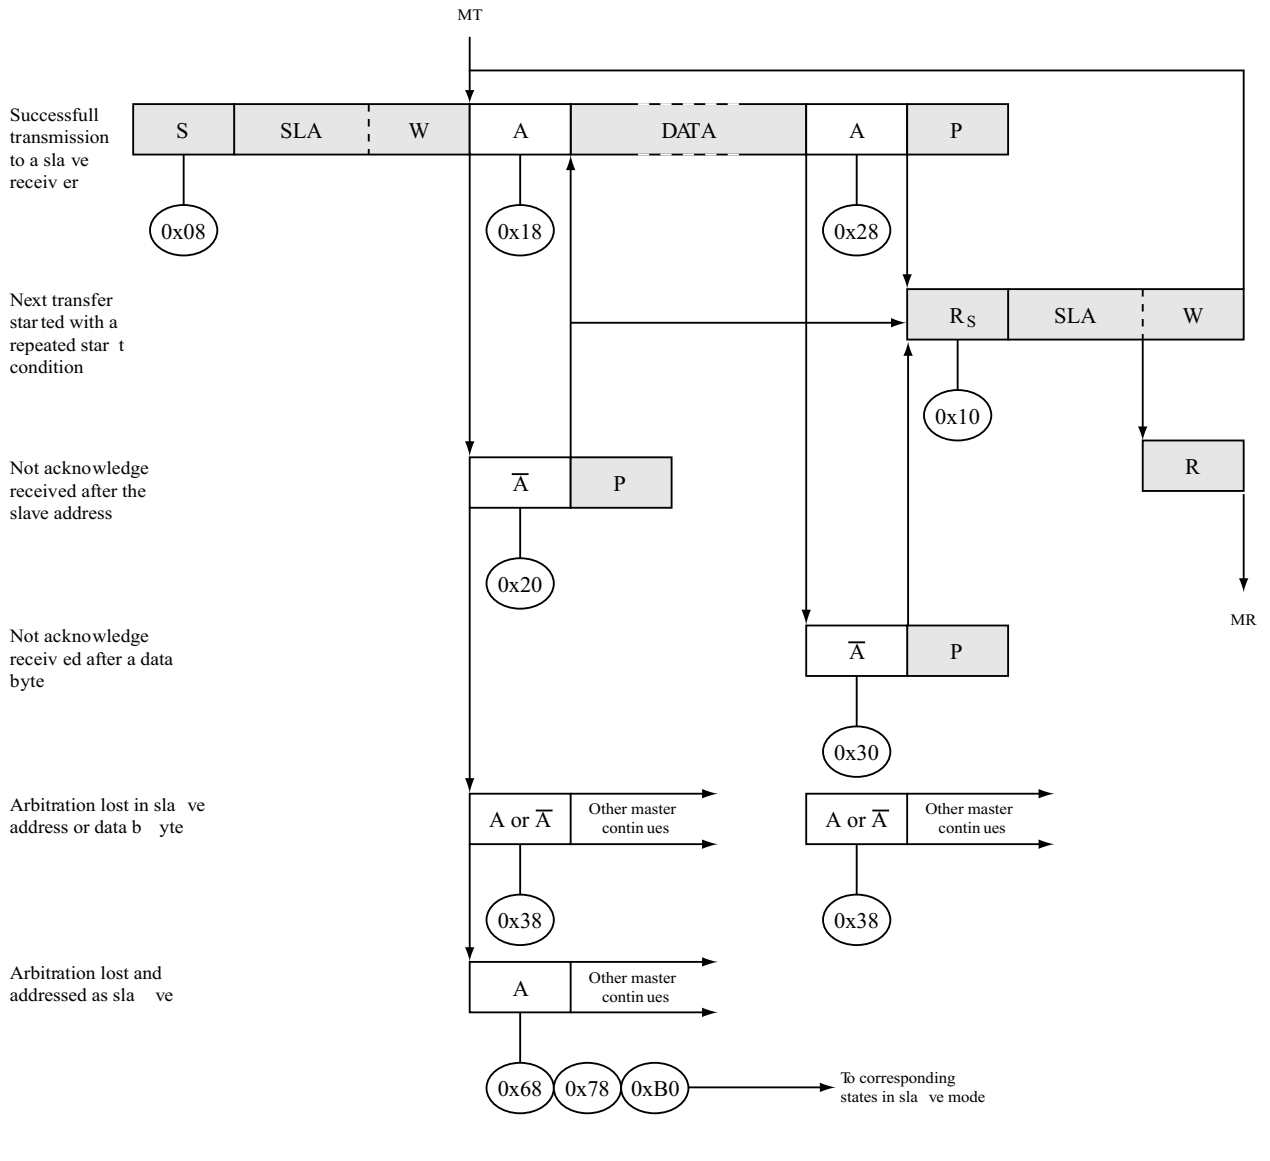 MT
Successfull
transmission
to a sla ve
receiv er
S SLA W A DATA A P
0x08 0x18 0x28
Next transfer
star ted with a
repeated star t
condition
RS SLA W
0x10
Not acknowledge
received after the
slave address
A̅ P
R
0x20
MR
Not acknowledge
receiv ed after a data
byte
A̅ P
0x30
Arbitration lost in sla ve
address or data b yte
A or A̅
Other master
contin ues
A or A̅
Other master
contin ues
0x38 0x38
Arbitration lost and
addressed as sla ve
A
Other master
contin ues
0x68 0x78 0xB0
To corresponding
states in sla ve mode